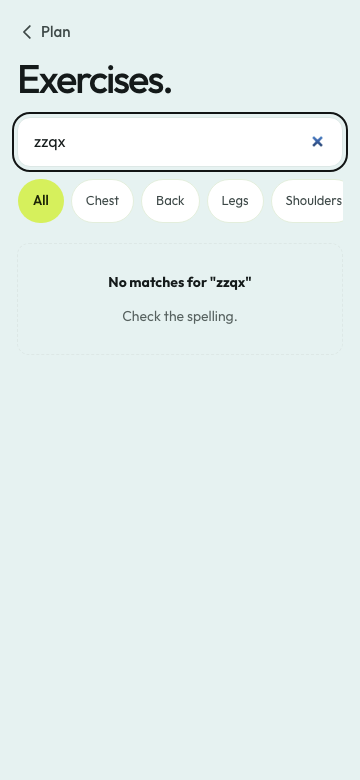 Plan
Exercises.
zzqx
All
Chest
Back
Legs
Shoulders
No matches for "zzqx"
Check the spelling.